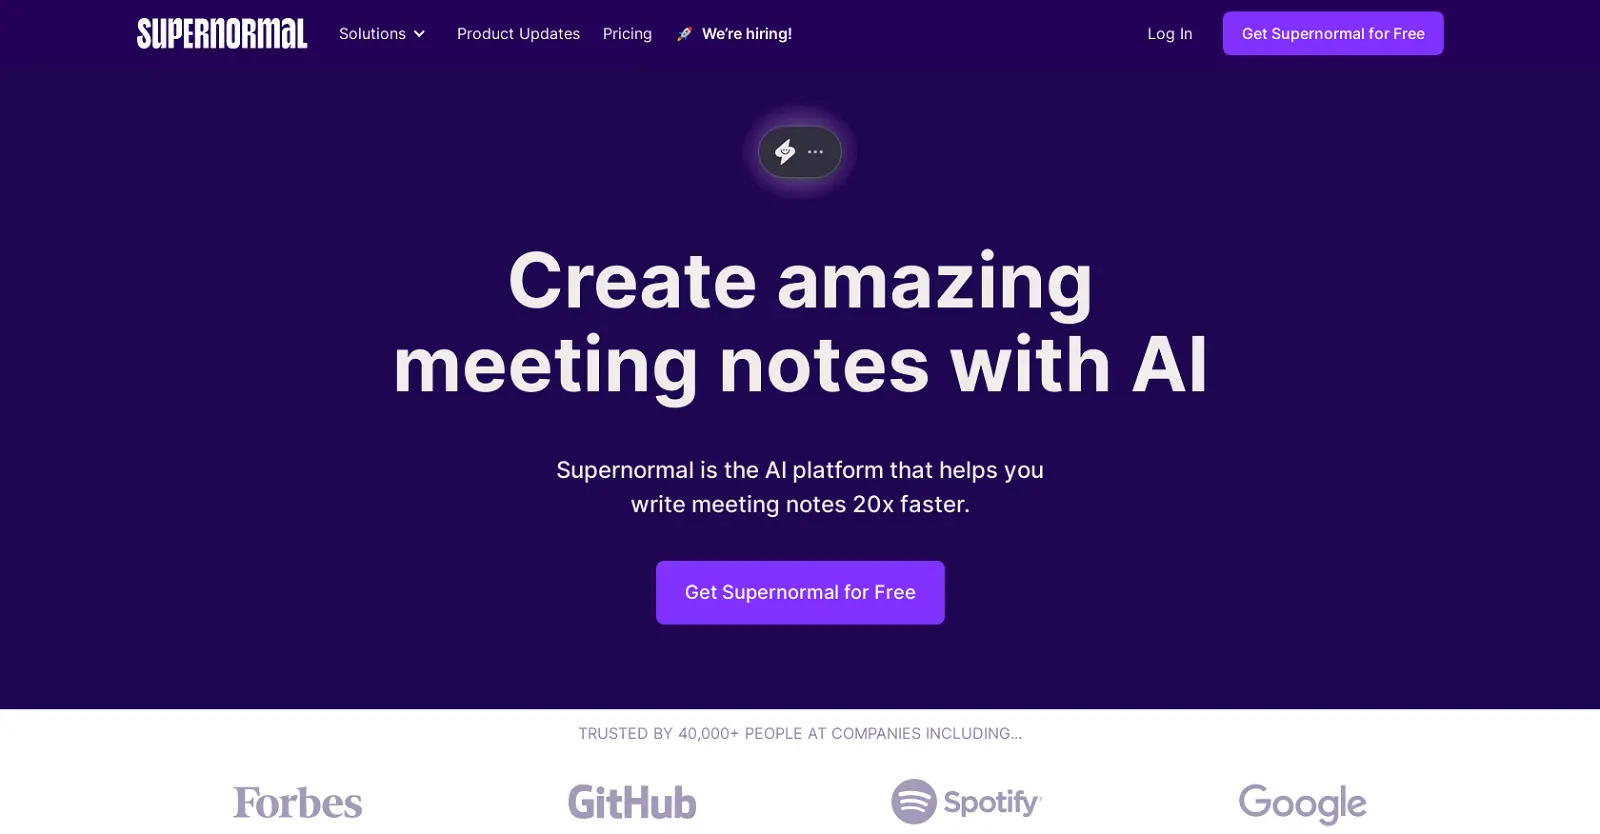 SUPERNORMAL Solutions Product Updates Pricing 🚀 We're hiring! Log In Get Supernormal for Free
Create amazing
meeting notes with AI
Supernormal is the AI platform that helps you
write meeting notes 20x faster.
Get Supernormal for Free
TRUSTED BY 40,000+ PEOPLE AT COMPANIES INCLUDING...
Forbes GitHub Spotify Google